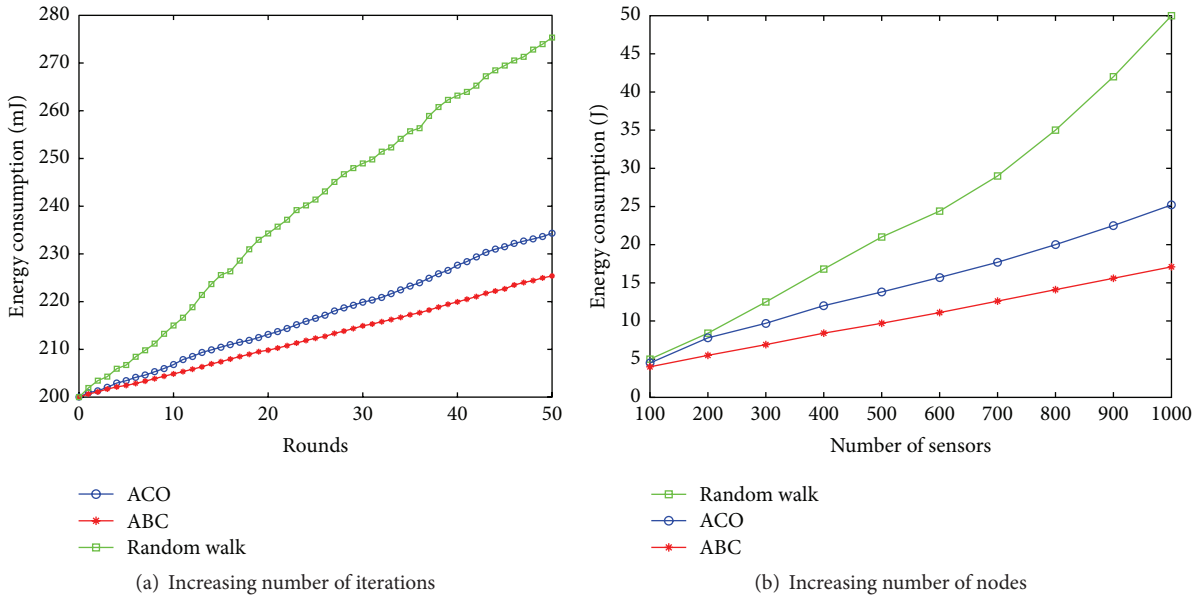 280
270
260
250
240
230
220
210
200
Energy consumption (mJ)
0 10 20 30 40 50
Rounds
ACO
ABC
Random walk
(a) Increasing number of iterations
50
45
40
35
30
25
20
15
10
5
0
Energy consumption (J)
100 200 300 400 500 600 700 800 900 1000
Number of sensors
Random walk
ACO
ABC
(b) Increasing number of nodes